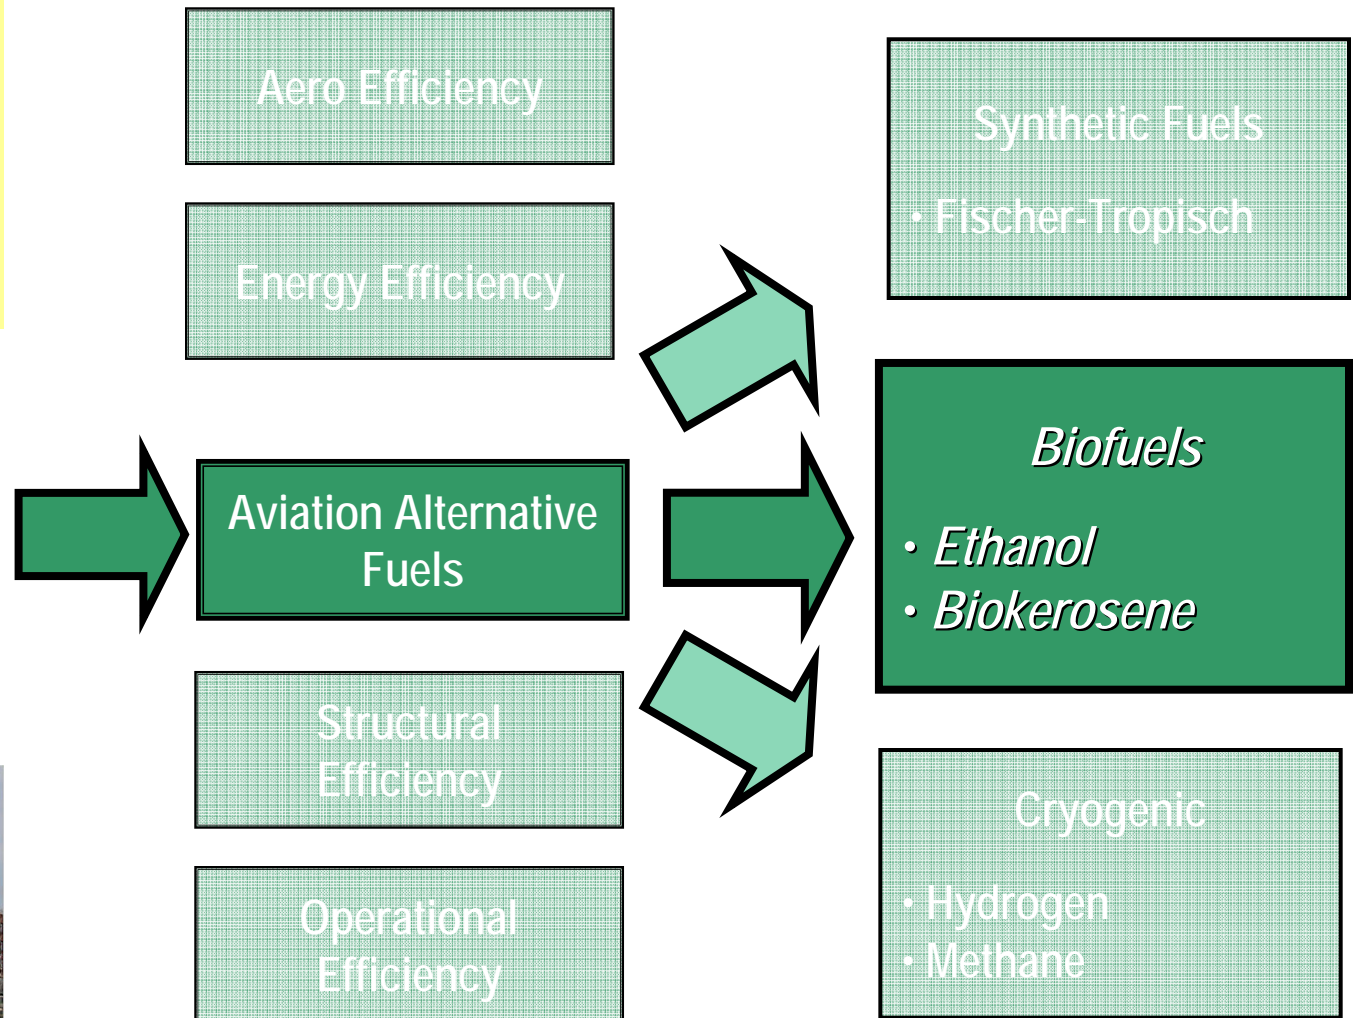 Aero Efficiency
Energy Efficiency
Aviation Alternative
Fuels
Structural
Efficiency
Operational
Efficiency
Synthetic Fuels
• Fischer-Tropisch
Biofuels
• Ethanol
• Biokerosene
Cryogenic
• Hydrogen
• Methane